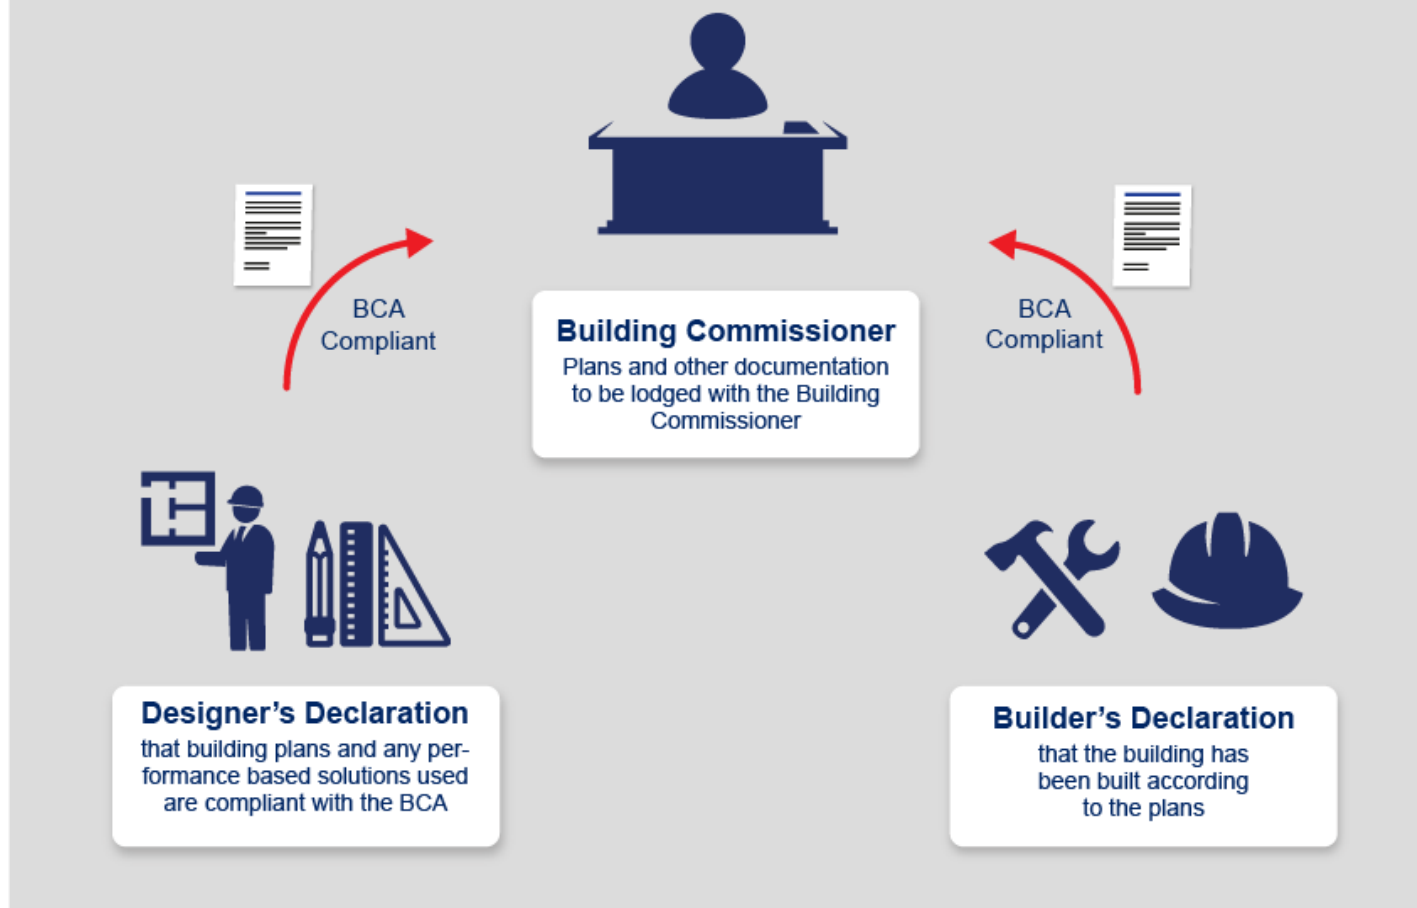 BCA
Compliant
BCA
Compliant
Building Commissioner
Plans and other documentation
to be lodged with the Building
Commissioner
Designer’s Declaration
that building plans and any per-
formance based solutions used
are compliant with the BCA
Builder’s Declaration
that the building has
been built according
to the plans